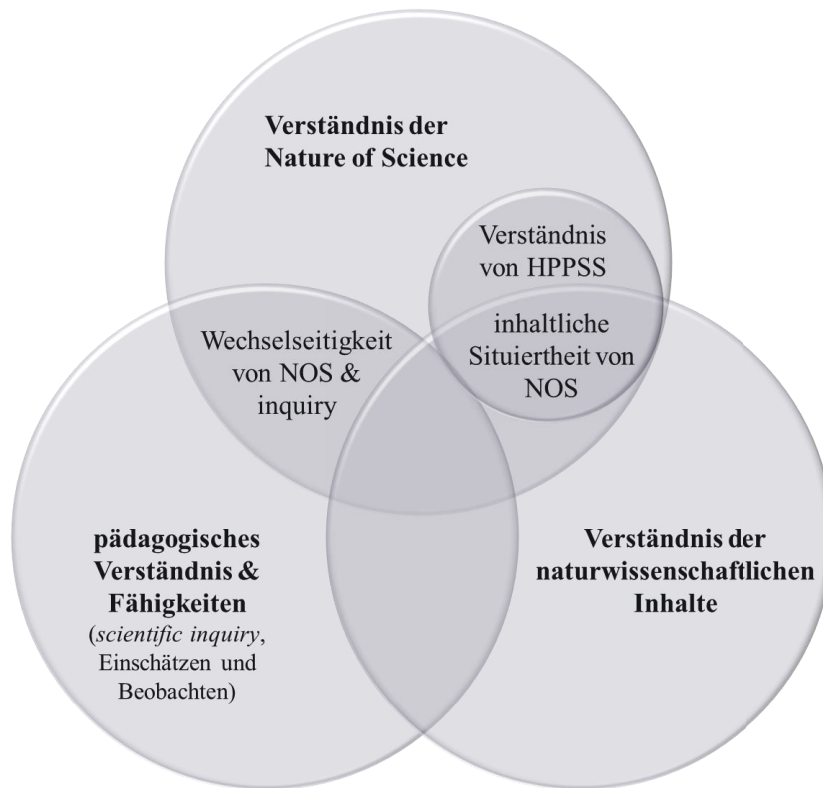 Verständnis der
Nature of Science
Verständnis
von HPPSS
inhaltliche
Situiertheit von
NOS
Wechselseitigkeit
von NOS &
inquiry
pädagogisches
Verständnis &
Fähigkeiten
(scientific inquiry,
Einschätzen und
Beobachten)
Verständnis der
naturwissenschaftlichen
Inhalte